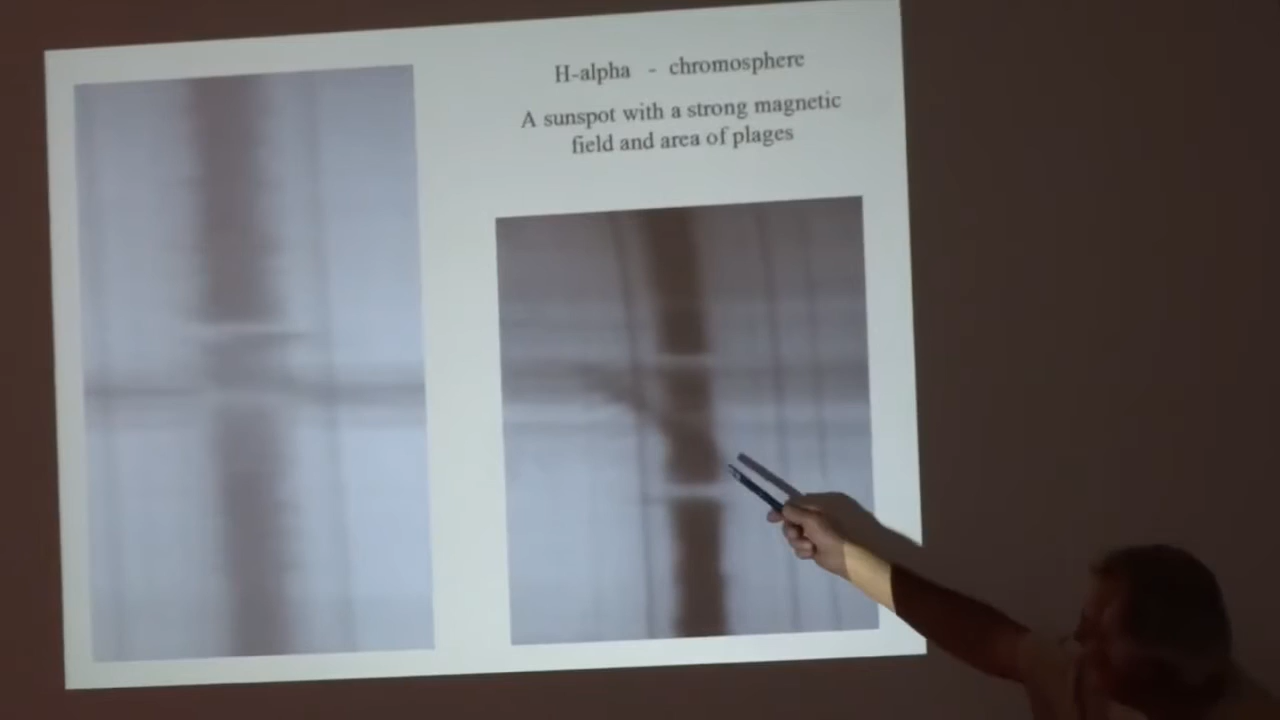 H-alpha - chromosphere
A sunspot with a strong magnetic
field and area of plages